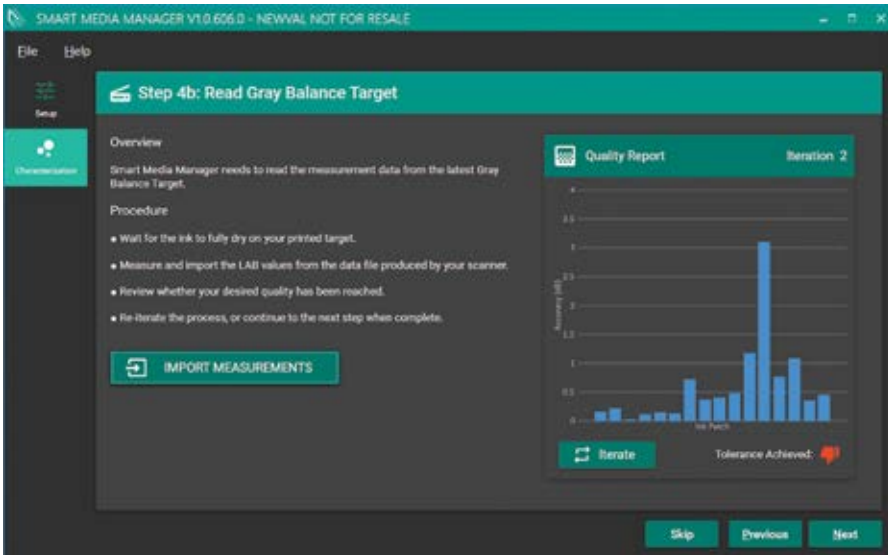 SMART MEDIA MANAGER V1.0.606.0 - NEWVAL NOT FOR RESALE
File Help
Setup
Characterisation
Step 4b: Read Gray Balance Target
Overview
Smart Media Manager needs to read the measurement data from the latest Gray
Balance Target.
Procedure
• Wait for the ink to fully dry on your printed target.
• Measure and import the LAB values from the data file produced by your scanner.
• Review whether your desired quality has been reached.
• Re-iterate the process, or continue to the next step when complete.
IMPORT MEASUREMENTS
Quality Report Iteration 2
4
3.5
3
2.5
2
1.5
1
0.5
0
Ink Patch
Iterate
Tolerance Achieved:
Skip
Previous
Next